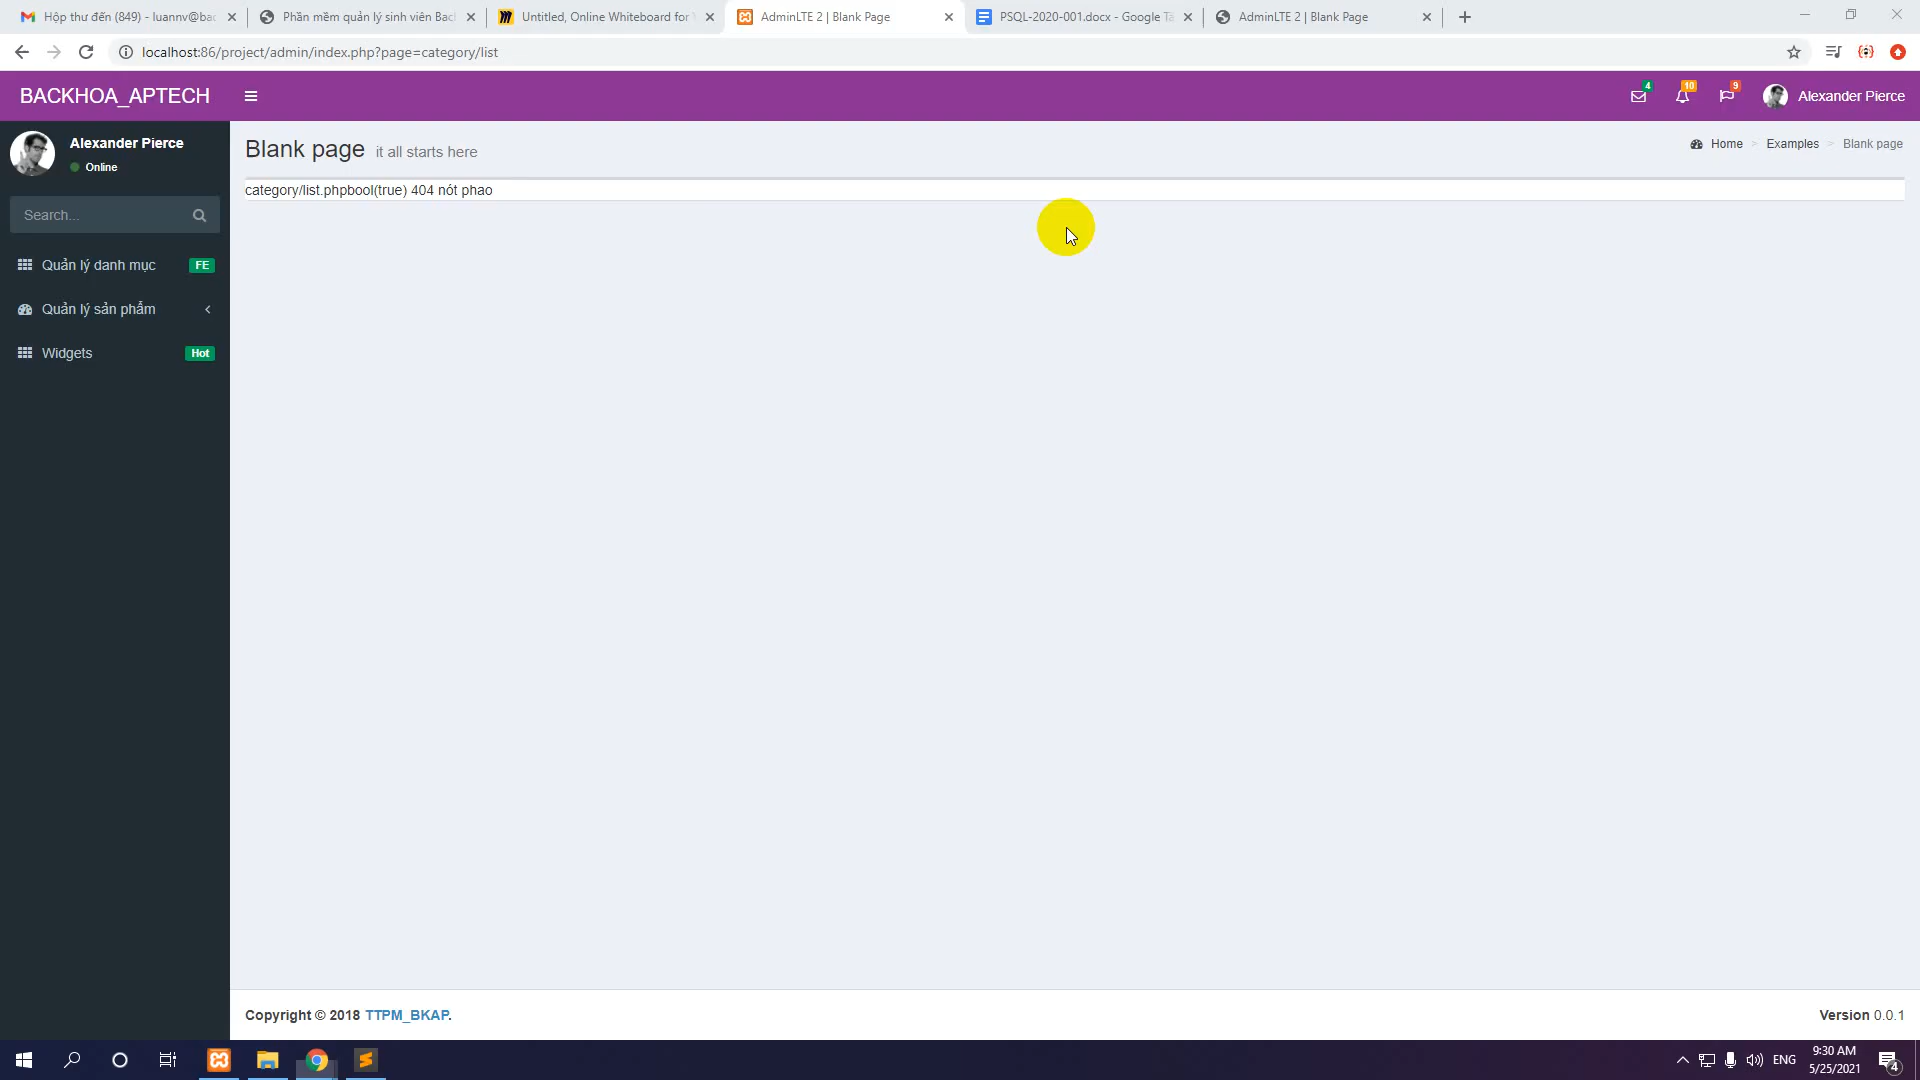 Hộp thư đến (849) - luannv@bac
Phần mềm quản lý sinh viên Bac
Untitled, Online Whiteboard for
AdminLTE 2 | Blank Page
PSQL-2020-001.docx - Google Tà
AdminLTE 2 | Blank Page
localhost:86/project/admin/index.php?page=category/list
BACKHOA_APTECH
4
10
9
Alexander Pierce
Alexander Pierce
Online
Search...
Quản lý danh mục FE
Quản lý sản phẩm
Widgets Hot
Blank page it all starts here
Home > Examples > Blank page
category/list.phpbool(true) 404 nót phao
Copyright © 2018 TTPM_BKAP.
Version 0.0.1
ENG
9:30 AM
5/25/2021
4